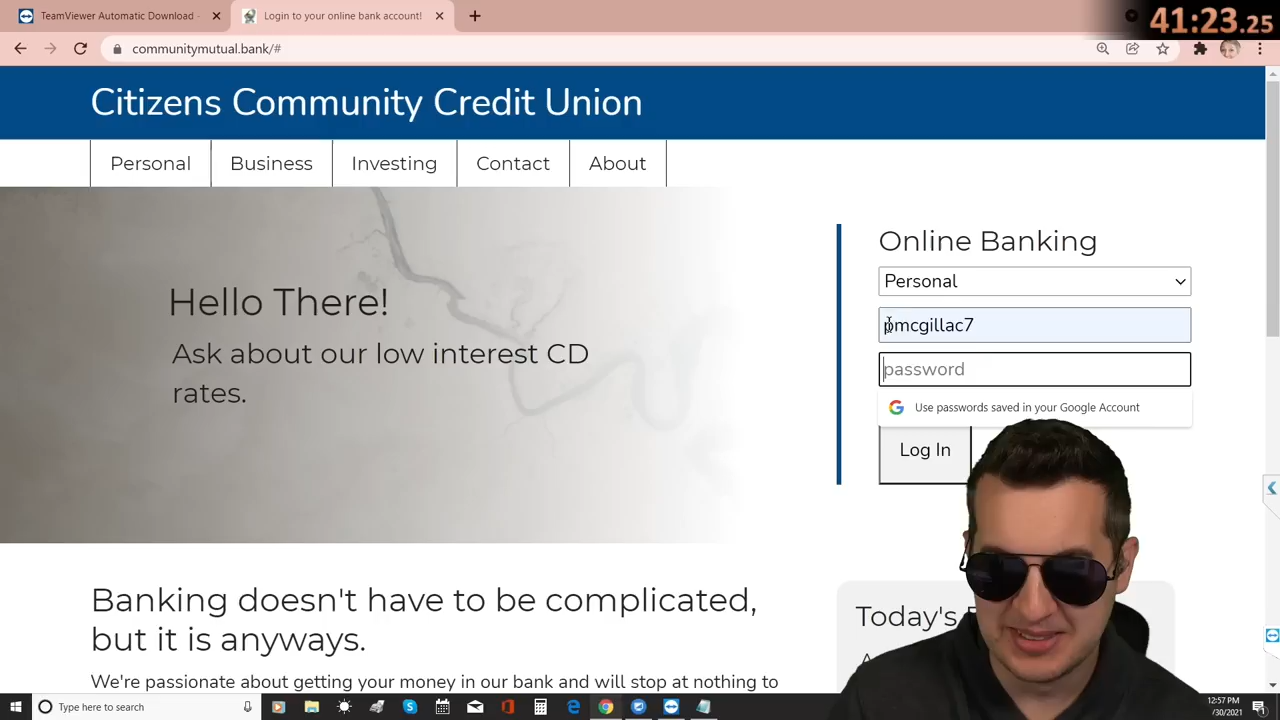 TeamViewer Automatic Download -
Login to your online bank account!
41:23.25
communitymutual.bank/#
Citizens Community Credit Union
Personal
Business
Investing
Contact
About
Hello There!
Ask about our low interest CD
rates.
Online Banking
Personal
pmcgillac7
password
Use passwords saved in your Google Account
Log In
Banking doesn't have to be complicated,
but it is anyways.
We're passionate about getting your money in our bank and will stop at nothing to
Today's
Type here to search
12:57 PM
/30/2021